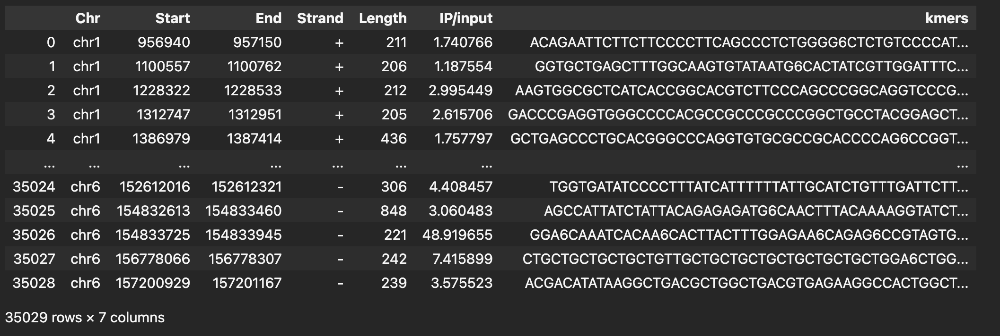 Chr Start End Strand Length IP/input kmers
0 chr1 956940 957150 + 211 1.740766 ACAGAATTCTTCTTCCCCTTCAGCCCTCTGGGG6CTCTGTCCCCAT...
1 chr1 1100557 1100762 + 206 1.187554 GGTGCTGAGCTTTGGCAAGTGTATAATG6CACTATCGTTGGATTTC...
2 chr1 1228322 1228533 + 212 2.995449 AAGTGGCGCTCATCACCGGCACGTCTTCCCAGCCCGGCAGGTCCCG...
3 chr1 1312747 1312951 + 205 2.615706 GACCCGAGGTGGGCCCCACGCCGCCCGCCCGGCTGCCTACGGAGCT...
4 chr1 1386979 1387414 + 436 1.757797 GCTGAGCCCTGCACGGGCCCAGGTGTGCGCCGCACCCCAG6CCGGT...
... ... ... ... ... ... ... ...
35024 chr6 152612016 152612321 - 306 4.408457 TGGTGATATCCCCTTTATCATTTTTTATTGCATCTGTTTGATTCTT...
35025 chr6 154832613 154833460 - 848 3.060483 AGCCATTATCTATTACAGAGAGATG6CAACTTTACAAAAGGTATCT...
35026 chr6 154833725 154833945 - 221 48.919655 GGA6CAAATCACAA6CACTTACTTTGGAGAA6CAGAG6CCGTAGTG...
35027 chr6 156778066 156778307 - 242 7.415899 CTGCTGCTGCTGCTGTTGCTGCTGCTGCTGCTGCTGCTGGA6CTGG...
35028 chr6 157200929 157201167 - 239 3.575523 ACGACATATAAGGCTGACGCTGGCTGACGTGAGAAGGCCACTGGCT...
35029 rows × 7 columns